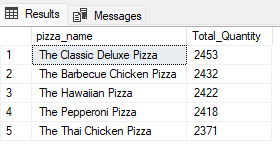 Results Messages
pizza_name Total_Quantity
1 The Classic Deluxe Pizza 2453
2 The Barbecue Chicken Pizza 2432
3 The Hawaiian Pizza 2422
4 The Pepperoni Pizza 2418
5 The Thai Chicken Pizza 2371